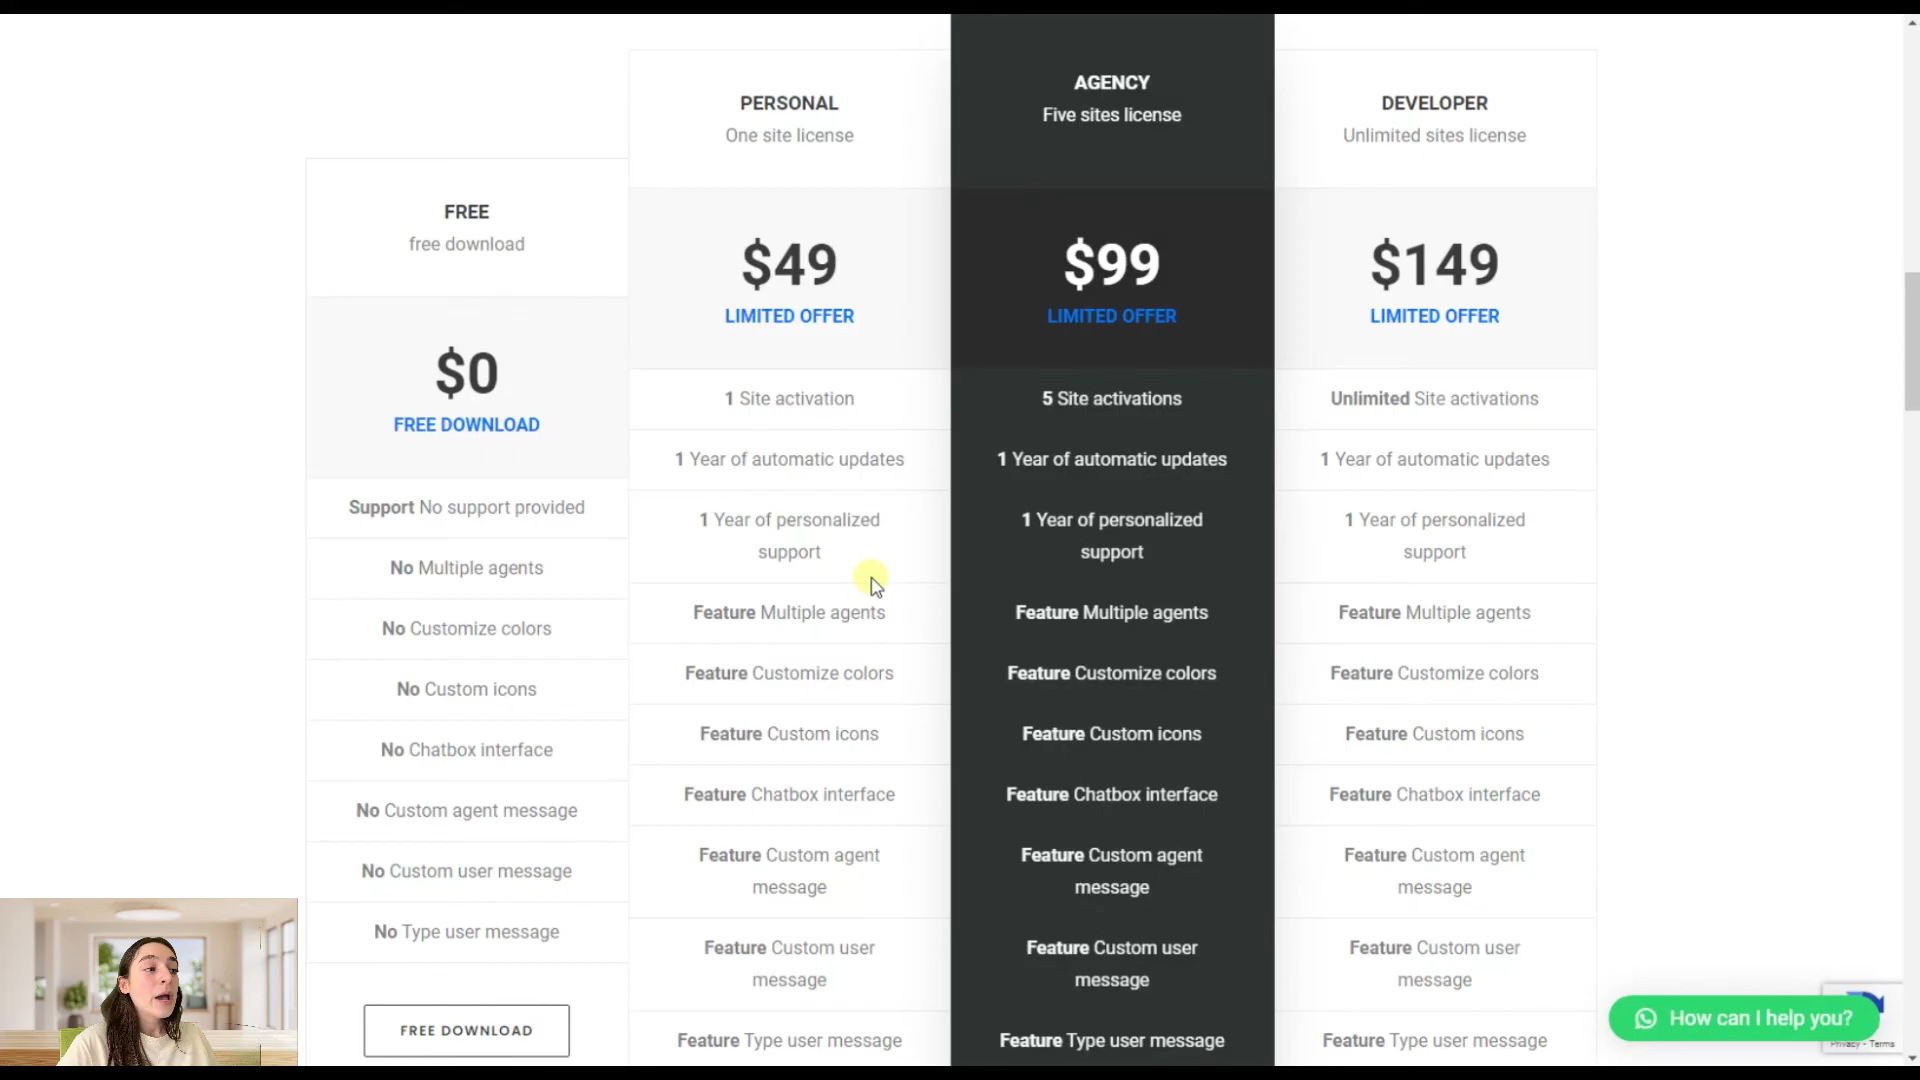 FREE
free download
$0
FREE DOWNLOAD
Support No support provided
No Multiple agents
No Customize colors
No Custom icons
No Chatbox interface
No Custom agent message
No Custom user message
No Type user message
FREE DOWNLOAD
PERSONAL
One site license
$49
LIMITED OFFER
1 Site activation
1 Year of automatic updates
1 Year of personalized
support
Feature Multiple agents
Feature Customize colors
Feature Custom icons
Feature Chatbox interface
Feature Custom agent
message
Feature Custom user
message
Feature Type user message
AGENCY
Five sites license
$99
LIMITED OFFER
5 Site activations
1 Year of automatic updates
1 Year of personalized
support
Feature Multiple agents
Feature Customize colors
Feature Custom icons
Feature Chatbox interface
Feature Custom agent
message
Feature Custom user
message
Feature Type user message
DEVELOPER
Unlimited sites license
$149
LIMITED OFFER
Unlimited Site activations
1 Year of automatic updates
1 Year of personalized
support
Feature Multiple agents
Feature Customize colors
Feature Custom icons
Feature Chatbox interface
Feature Custom agent
message
Feature Custom user
message
Feature Type user message
How can I help you?
Privacy - Terms